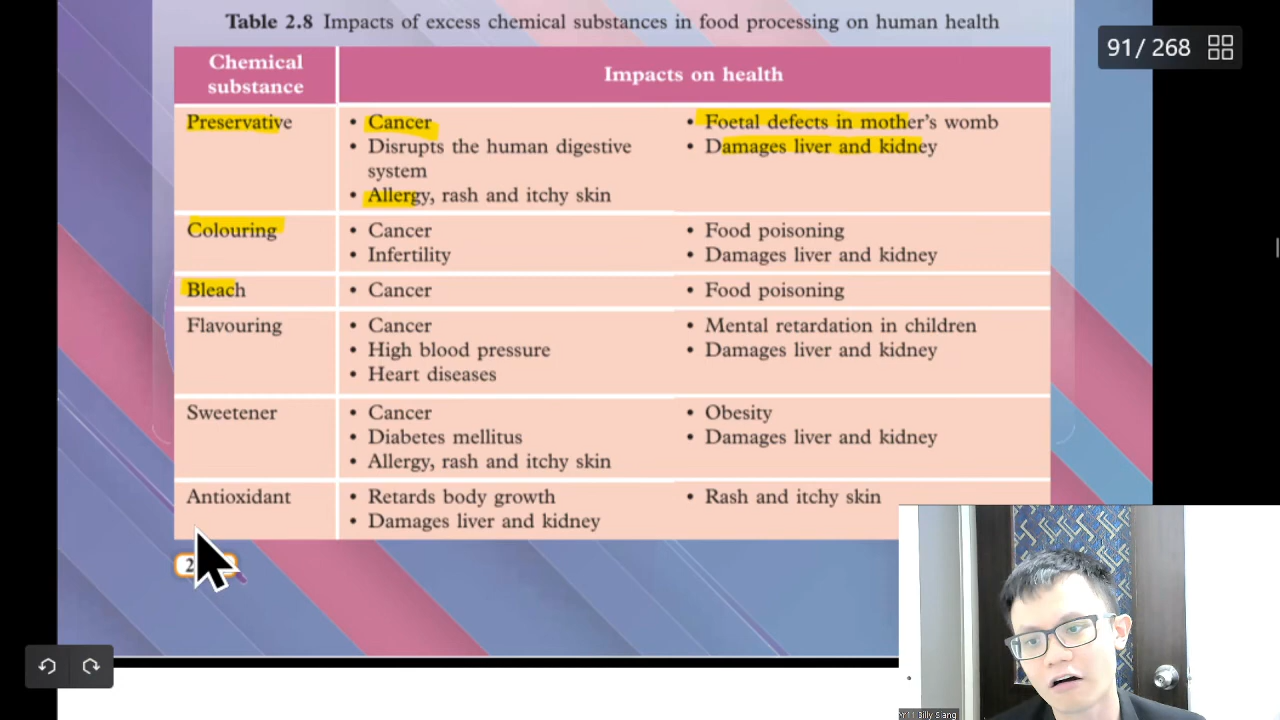 Table 2.8 Impacts of excess chemical substances in food processing on human health
91 / 268
Chemical
substance
Impacts on health
Preservative
• Cancer
• Disrupts the human digestive
system
• Allergy, rash and itchy skin
• Foetal defects in mother's womb
• Damages liver and kidney
Colouring
• Cancer
• Infertility
• Food poisoning
• Damages liver and kidney
Bleach
• Cancer
• Food poisoning
Flavouring
• Cancer
• High blood pressure
• Heart diseases
• Mental retardation in children
• Damages liver and kidney
Sweetener
• Cancer
• Diabetes mellitus
• Allergy, rash and itchy skin
• Obesity
• Damages liver and kidney
Antioxidant
• Retards body growth
• Damages liver and kidney
• Rash and itchy skin
Billy Siang